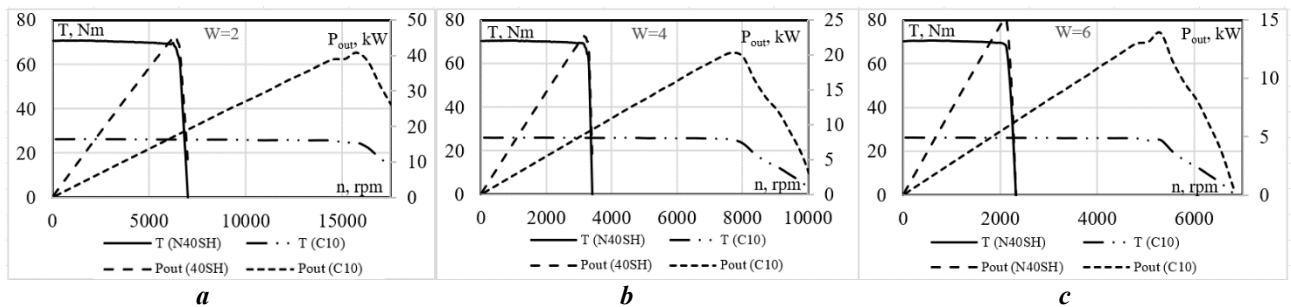 80
60
40
20
0
T, Nm
W=2
P_out, kW
50
40
30
20
10
0
n, rpm
0 5000 10000 15000
T (N40SH) T (C10)
Pout (40SH) Pout (C10)
a
80
60
40
20
0
T, Nm
W=4
P_out, kW
25
20
15
10
5
0
n, rpm
0 2000 4000 6000 8000 10000
T (N40SH) T (C10)
Pout (40SH) Pout (C10)
b
80
60
40
20
0
T, Nm
W=6
P_out, kW
15
10
5
0
n, rpm
0 2000 4000 6000
T (N40SH) T (C10)
Pout (N40SH) Pout (C10)
c